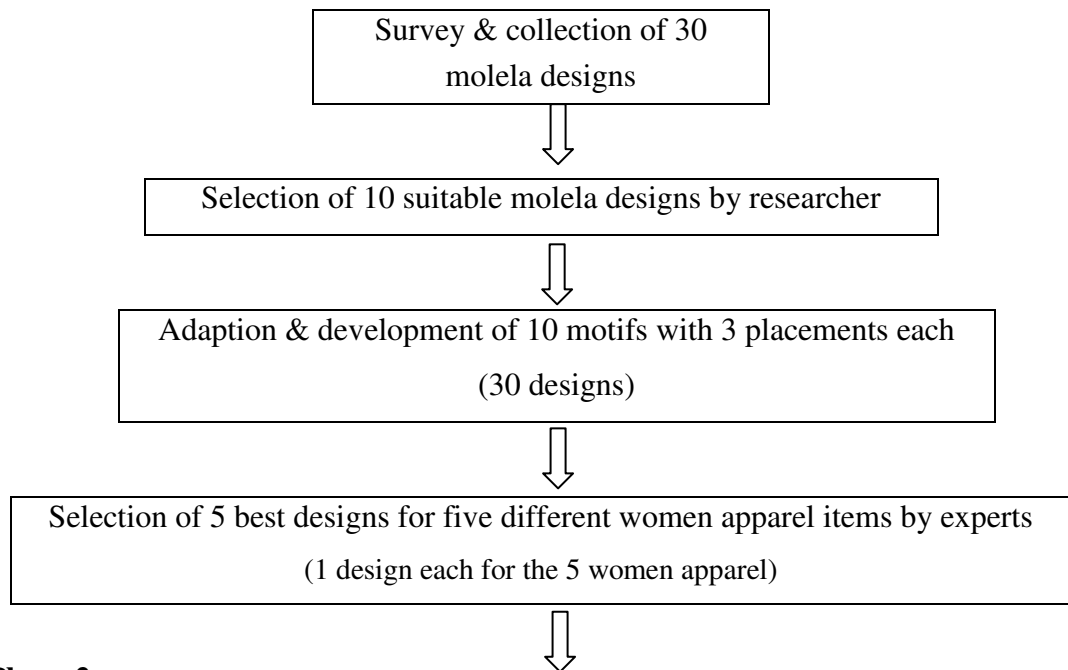 Survey & collection of 30
molela designs
Selection of 10 suitable molela designs by researcher
Adaption & development of 10 motifs with 3 placements each
(30 designs)
Selection of 5 best designs for five different women apparel items by experts
(1 design each for the 5 women apparel)